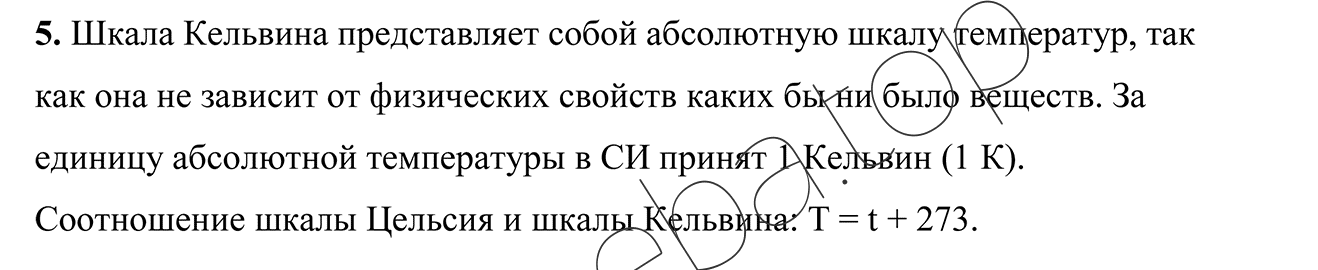 5. Шкала Кельвина представляет собой абсолютную шкалу температур, так
как она не зависит от физических свойств каких бы ни было веществ. За
единицу абсолютной температуры в СИ принят 1 Кельвин (1 К).
Соотношение шкалы Цельсия и шкалы Кельвина: T = t + 273.